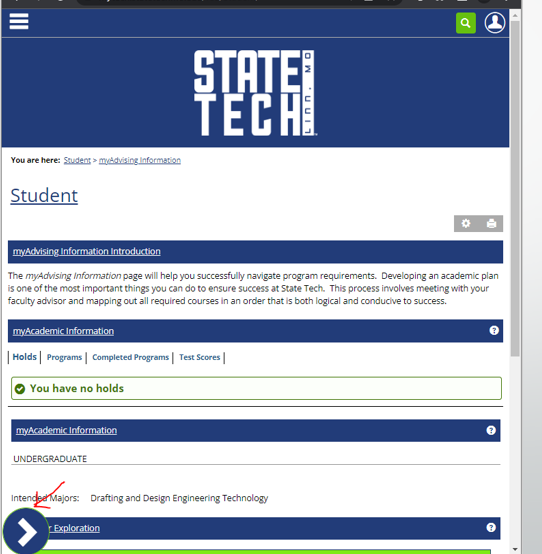 STATE
TECH
LINN, MO
You are here: Student > myAdvising Information
Student
myAdvising Information Introduction
The myAdvising Information page will help you successfully navigate program requirements. Developing an academic plan
is one of the most important things you can do to ensure success at State Tech. This process involves meeting with your
faculty advisor and mapping out all required courses in an order that is both logical and conducive to success.
myAcademic Information
Holds Programs Completed Programs Test Scores
You have no holds
myAcademic Information
UNDERGRADUATE
Intended Majors: Drafting and Design Engineering Technology
Exploration